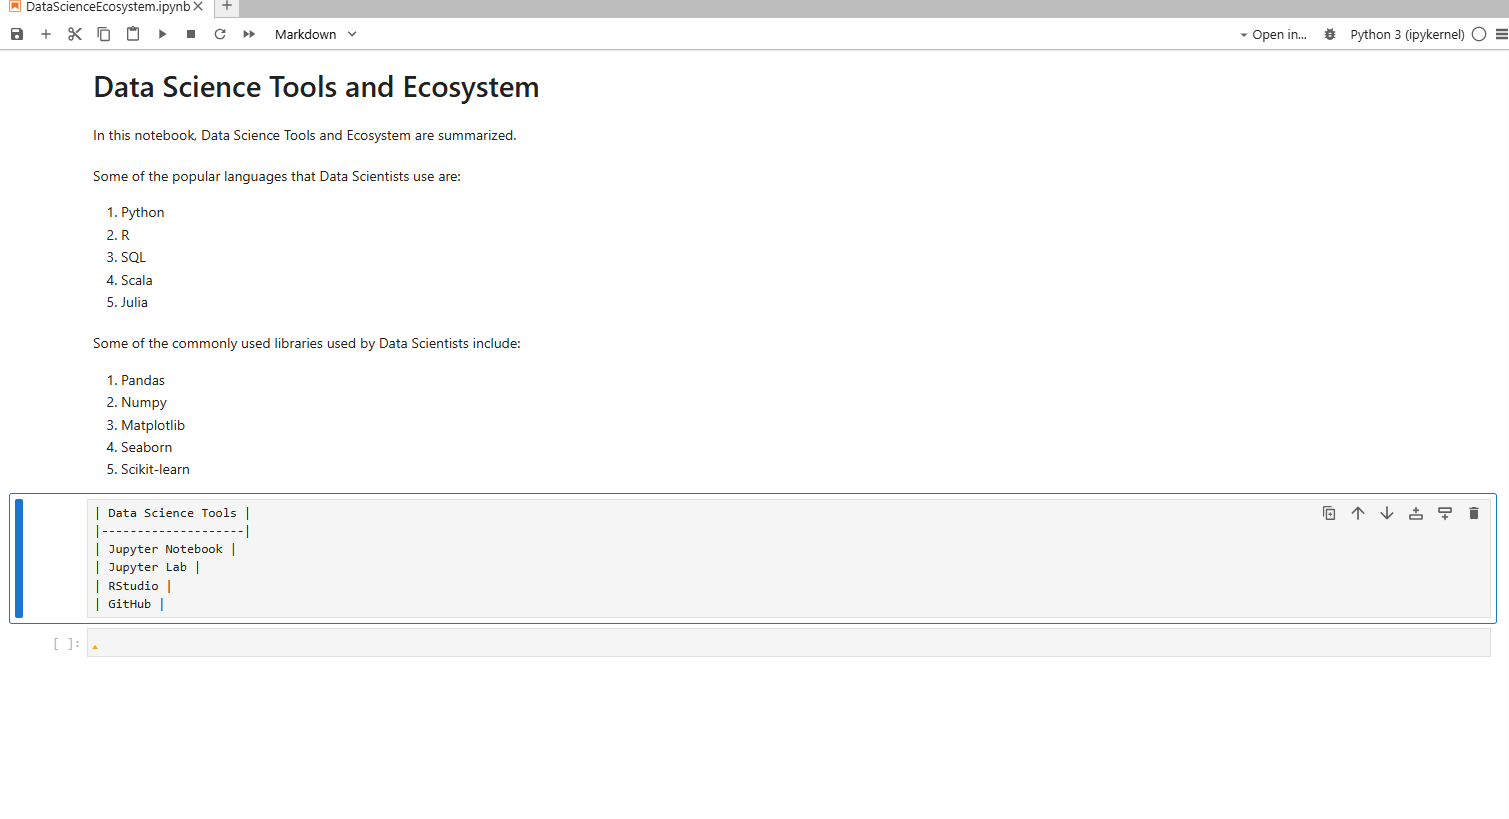 DataScienceEcosystem.ipynb
Markdown
Open in...
Python 3 (ipykernel)
Data Science Tools and Ecosystem
In this notebook, Data Science Tools and Ecosystem are summarized.
Some of the popular languages that Data Scientists use are:
1. Python
2. R
3. SQL
4. Scala
5. Julia
Some of the commonly used libraries used by Data Scientists include:
1. Pandas
2. Numpy
3. Matplotlib
4. Seaborn
5. Scikit-learn
| Data Science Tools |
|--------------------|
| Jupyter Notebook |
| Jupyter Lab |
| RStudio |
| GitHub |
[ ]: